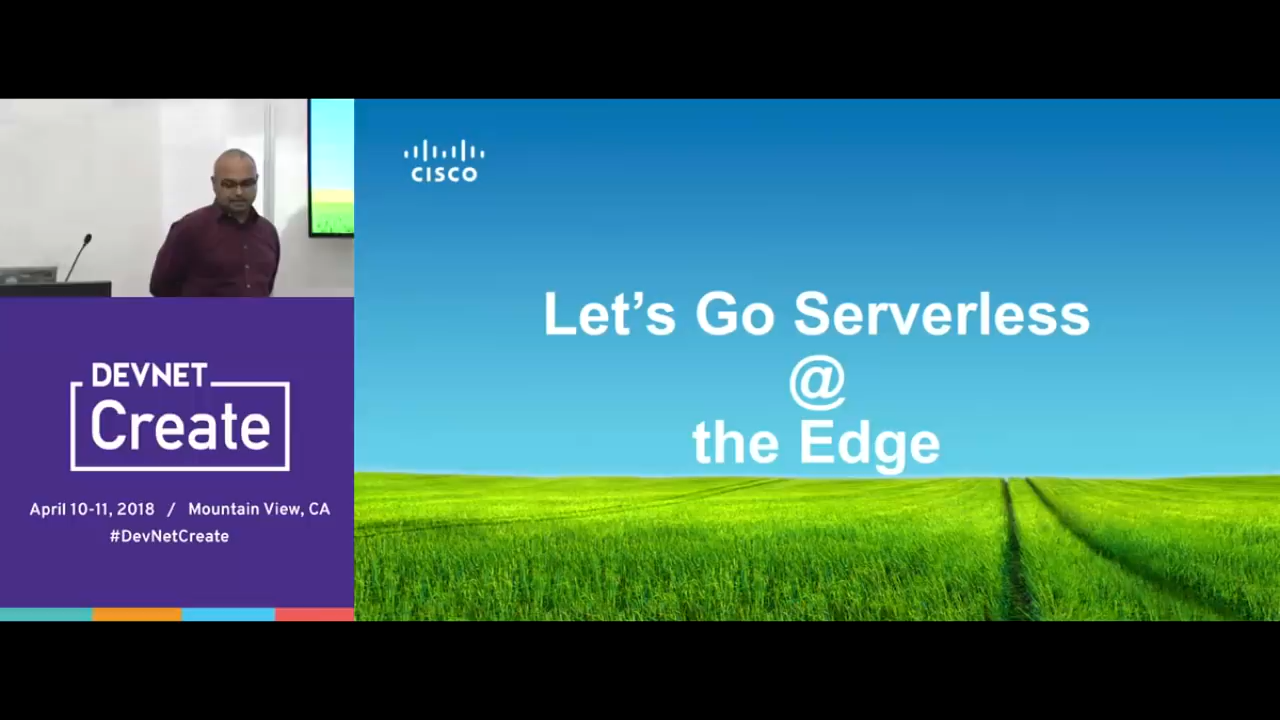 CISCO
Let's Go Serverless
@
the Edge
DEVNET
Create
April 10-11, 2018 / Mountain View, CA
#DevNetCreate